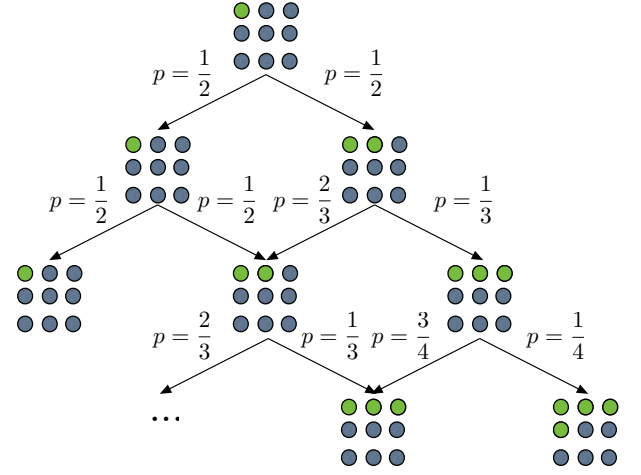 p = 1/2 p = 1/2
p = 1/2 p = 1/2 p = 2/3 p = 1/3
p = 2/3 p = 1/3 p = 3/4 p = 1/4
...